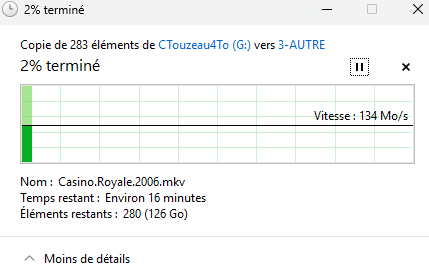 2% terminé
Copie de 283 éléments de CTouzeau4To (G:) vers 3-AUTRE
2% terminé
Vitesse : 134 Mo/s
Nom : Casino.Royale.2006.mkv
Temps restant : Environ 16 minutes
Éléments restants : 280 (126 Go)
Moins de détails